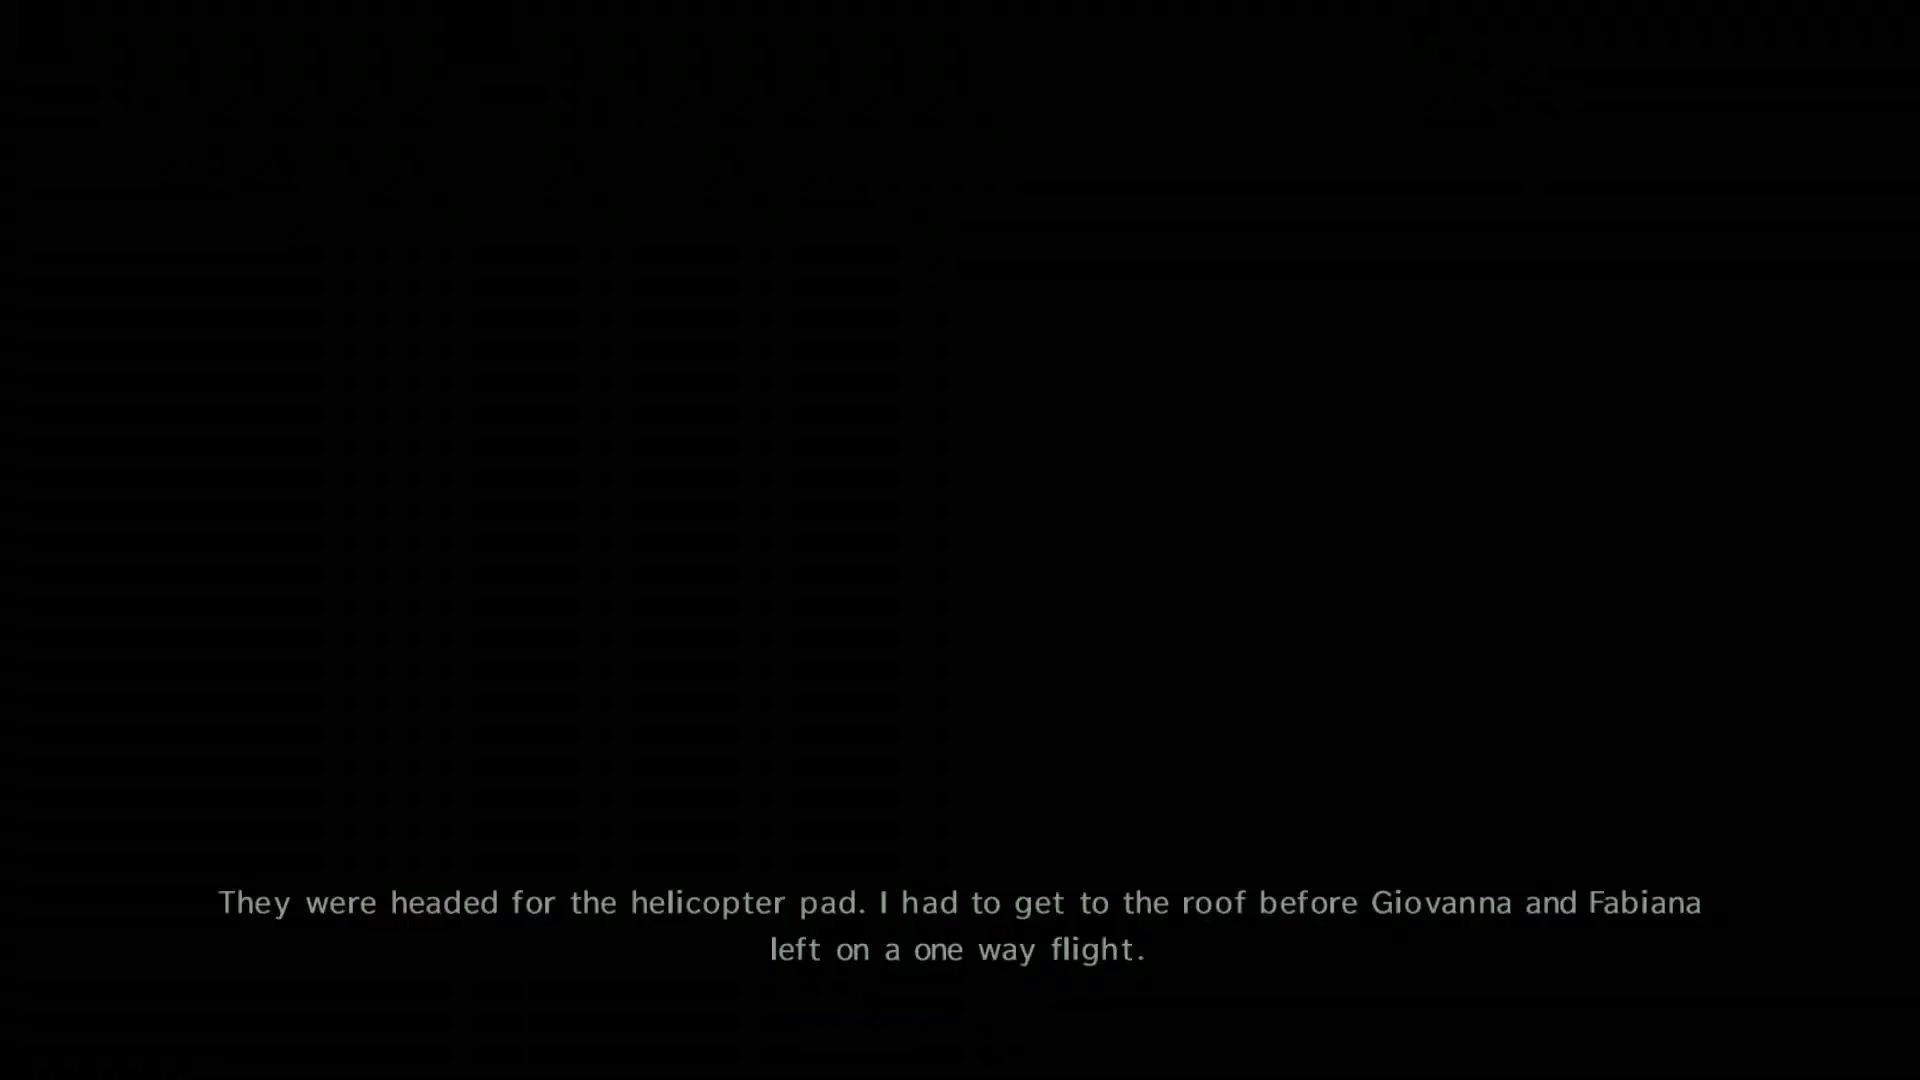 They were headed for the helicopter pad. I had to get to the roof before Giovanna and Fabiana
left on a one way flight.